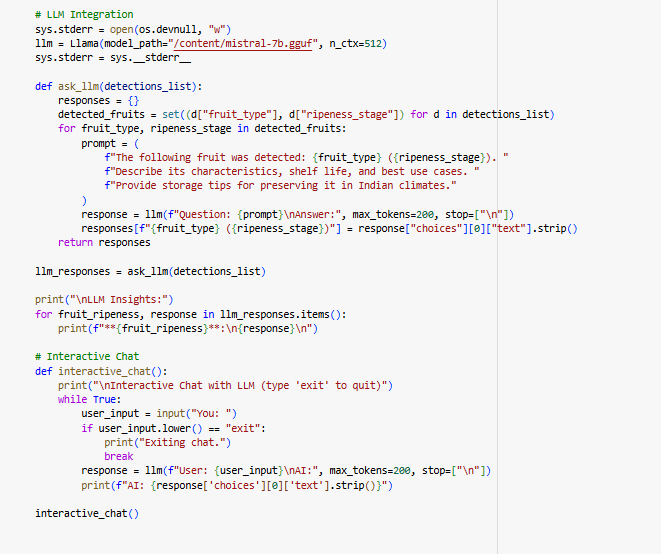 # LLM Integration
sys.stderr = open(os.devnull, "w")
llm = Llama(model_path="/content/mistral-7b.gguf", n_ctx=512)
sys.stderr = sys.__stderr__

def ask_llm(detections_list):
    responses = {}
    detected_fruits = set((d["fruit_type"], d["ripeness_stage"]) for d in detections_list)
    for fruit_type, ripeness_stage in detected_fruits:
        prompt = (
            f"The following fruit was detected: {fruit_type} ({ripeness_stage}). "
            f"Describe its characteristics, shelf life, and best use cases. "
            f"Provide storage tips for preserving it in Indian climates."
        )
        response = llm(f"Question: {prompt}\nAnswer:", max_tokens=200, stop=["\n"])
        responses[f"{fruit_type} ({ripeness_stage})"] = response["choices"][0]["text"].strip()
    return responses

llm_responses = ask_llm(detections_list)

print("\nLLM Insights:")
for fruit_ripeness, response in llm_responses.items():
    print(f"**{fruit_ripeness}**:\n{response}\n")

# Interactive Chat
def interactive_chat():
    print("\nInteractive Chat with LLM (type 'exit' to quit)")
    while True:
        user_input = input("You: ")
        if user_input.lower() == "exit":
            print("Exiting chat.")
            break
        response = llm(f"User: {user_input}\nAI:", max_tokens=200, stop=["\n"])
        print(f"AI: {response['choices'][0]['text'].strip()}")

interactive_chat()